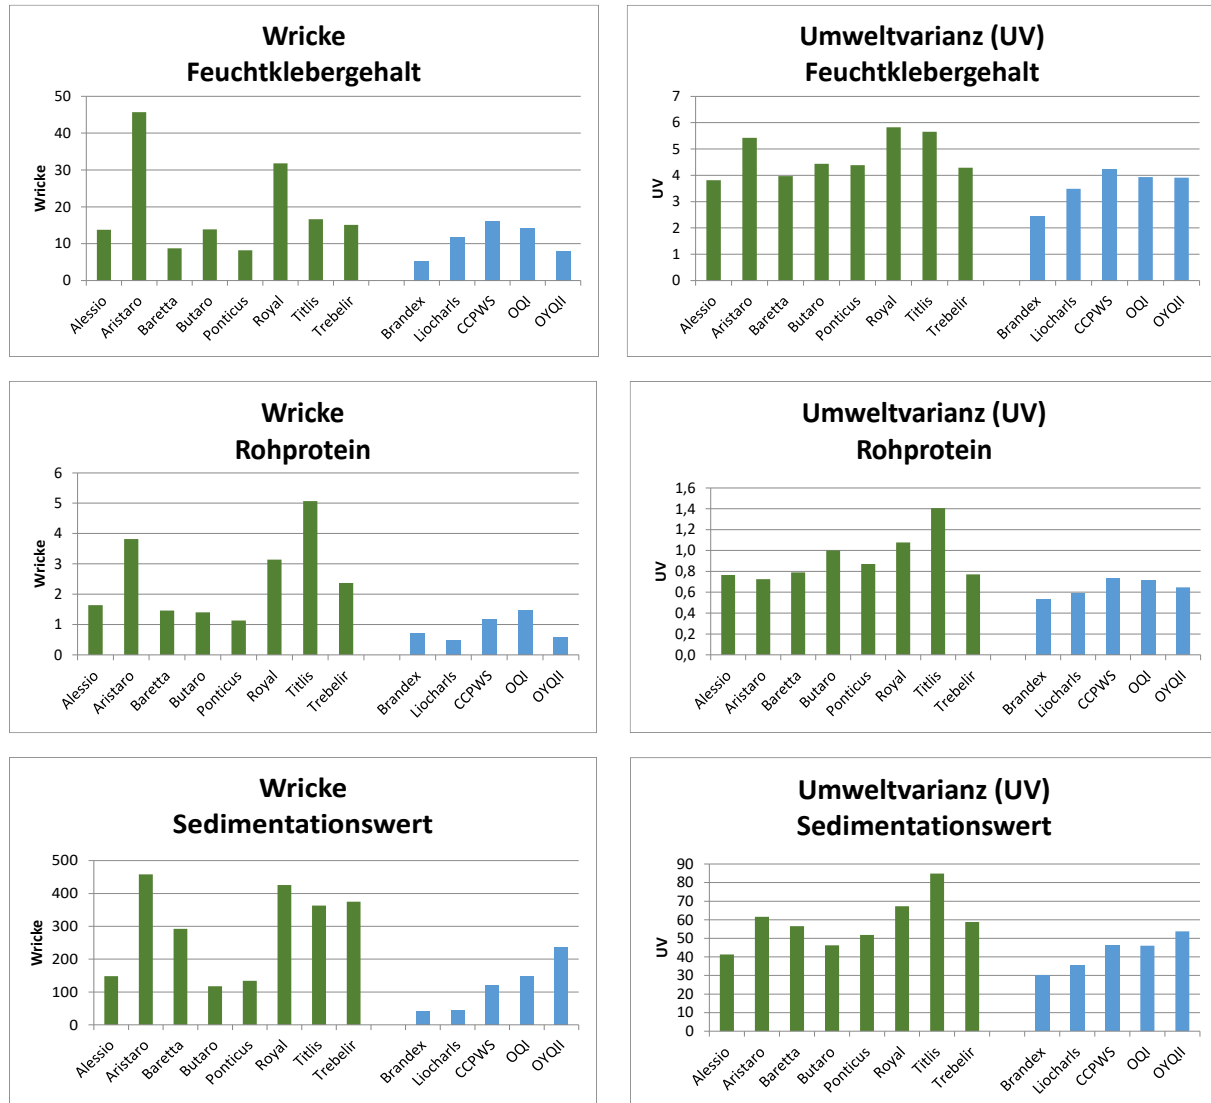 Wricke
Feuchtklebergehalt
Wricke
50
40
30
20
10
0
Alessio
Aristaro
Baretta
Butaro
Ponticus
Royal
Titlis
Trebelir
Brandex
Liocharls
CCPWS
OQI
OYQII
Umweltvarianz (UV)
Feuchtklebergehalt
UV
7
6
5
4
3
2
1
0
Alessio
Aristaro
Baretta
Butaro
Ponticus
Royal
Titlis
Trebelir
Brandex
Liocharls
CCPWS
OQI
OYQII
Wricke
Rohprotein
Wricke
6
5
4
3
2
1
0
Alessio
Aristaro
Baretta
Butaro
Ponticus
Royal
Titlis
Trebelir
Brandex
Liocharls
CCPWS
OQI
OYQII
Umweltvarianz (UV)
Rohprotein
UV
1,6
1,4
1,2
1,0
0,8
0,6
0,4
0,2
0,0
Alessio
Aristaro
Baretta
Butaro
Ponticus
Royal
Titlis
Trebelir
Brandex
Liocharls
CCPWS
OQI
OYQII
Wricke
Sedimentationswert
Wricke
500
400
300
200
100
0
Alessio
Aristaro
Baretta
Butaro
Ponticus
Royal
Titlis
Trebelir
Brandex
Liocharls
CCPWS
OQI
OYQII
Umweltvarianz (UV)
Sedimentationswert
UV
90
80
70
60
50
40
30
20
10
0
Alessio
Aristaro
Baretta
Butaro
Ponticus
Royal
Titlis
Trebelir
Brandex
Liocharls
CCPWS
OQI
OYQII